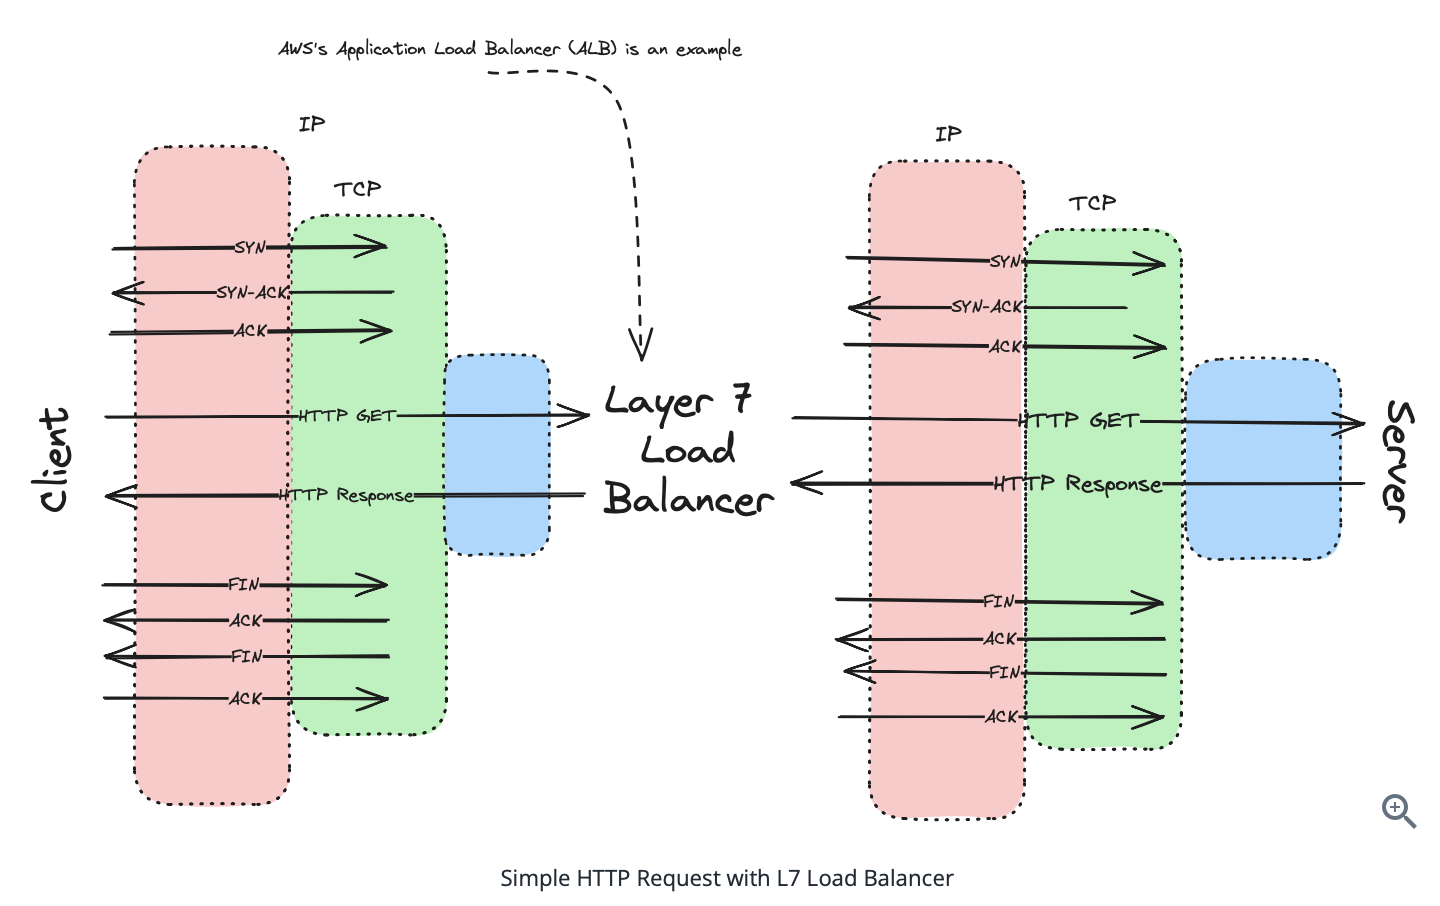 AWS's Application Load Balancer (ALB) is an example
IP
TCP
SYN
SYN-ACK
ACK
HTTP GET
HTTP Response
FIN
ACK
FIN
ACK
Client
Layer 7
Load
Balancer
IP
TCP
SYN
SYN-ACK
ACK
HTTP GET
HTTP Response
FIN
ACK
FIN
ACK
Server
Simple HTTP Request with L7 Load Balancer